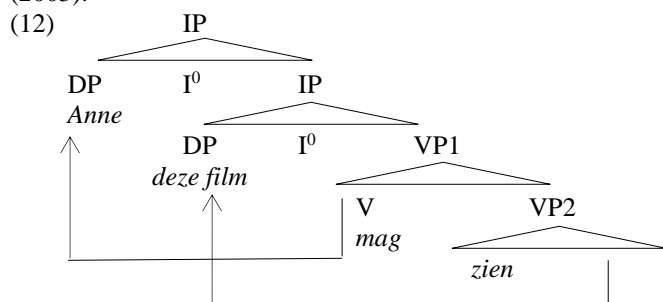 (2003).
(12) IP
DP I⁰ IP
Anne
DP I⁰ VP1
deze film
V VP2
mag
zien